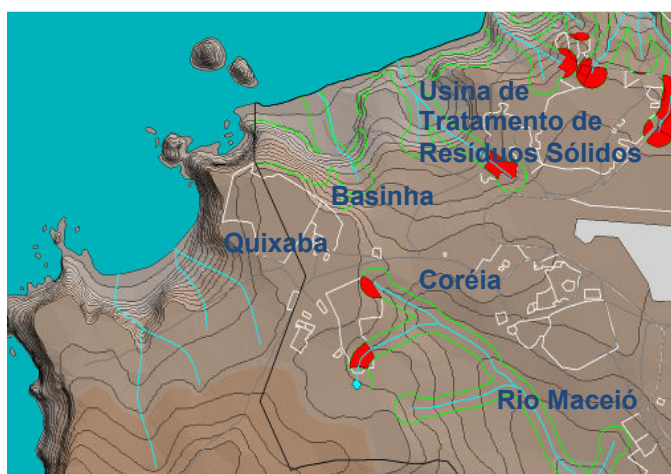 Usina de
Tratamento de
Resíduos Sólidos
Basinha
Quixaba
Coréia
Rio Maceió